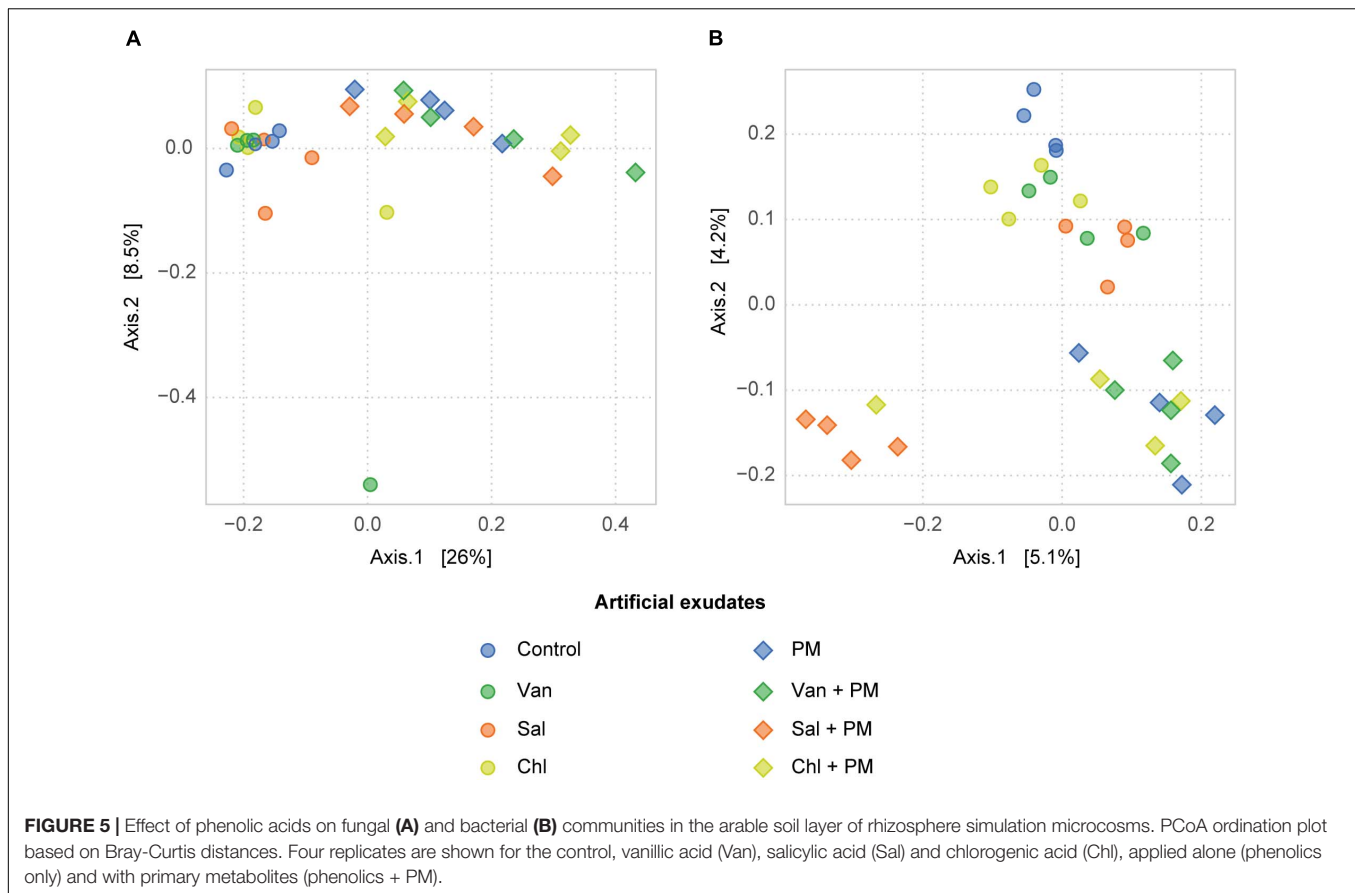 A
B
0.0
−0.2
−0.4
Axis.2 [8.5%]
−0.2 0.0 0.2 0.4
Axis.1 [26%]
0.2
0.1
0.0
−0.1
−0.2
Axis.2 [4.2%]
−0.2 0.0 0.2
Axis.1 [5.1%]
Artificial exudates
Control
Van
Sal
Chl
PM
Van + PM
Sal + PM
Chl + PM
FIGURE 5 | Effect of phenolic acids on fungal (A) and bacterial (B) communities in the arable soil layer of rhizosphere simulation microcosms. PCoA ordination plot
based on Bray-Curtis distances. Four replicates are shown for the control, vanillic acid (Van), salicylic acid (Sal) and chlorogenic acid (Chl), applied alone (phenolics
only) and with primary metabolites (phenolics + PM).